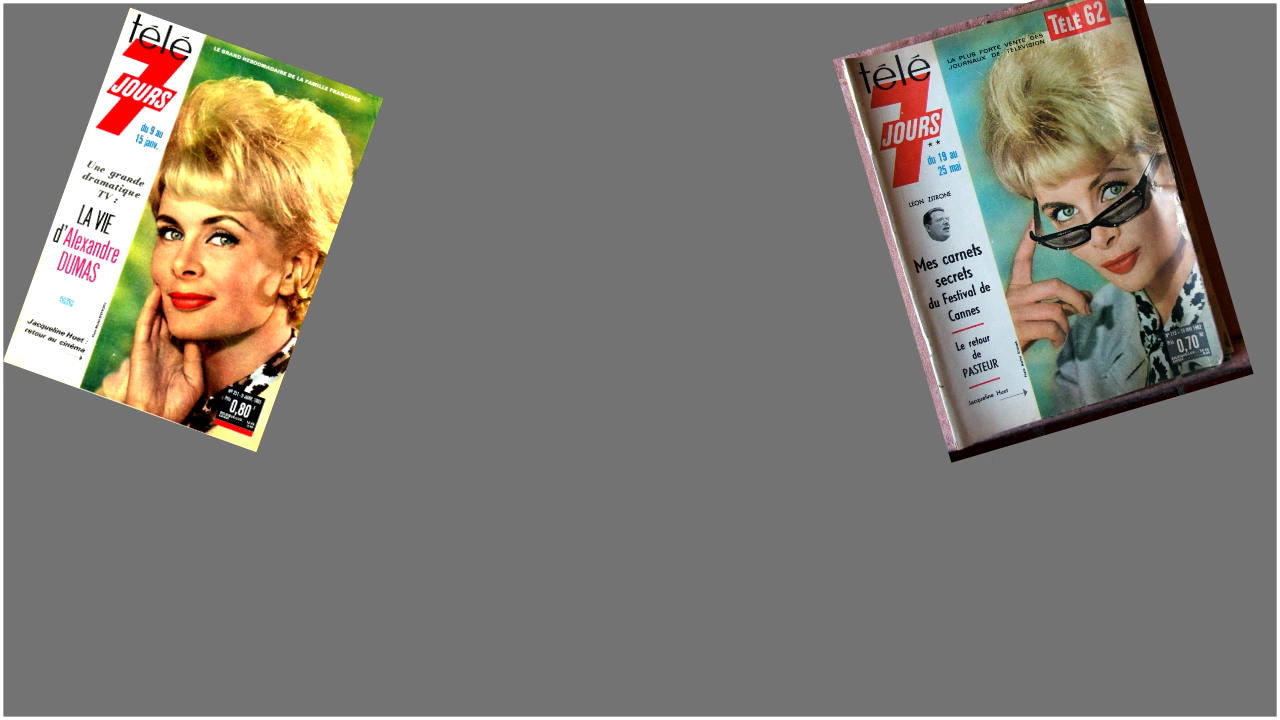 télé
7
JOURS
LE GRAND HEBDOMADAIRE DE LA FAMILLE FRANÇAISE
du 9 au
15 janv.
Une grande
dramatique
TV :
LA VIE
d'Alexandre
DUMAS
Jacqueline Huet :
retour au cinéma
0,80
télé
7
JOURS
LA PLUS FORTE VENTE DES
JOURNAUX DE TÉLÉVISION
TÉLÉ 62
du 19 au
25 mai
LÉON ZITRONE
Mes carnets
secrets
du Festival de
Cannes
Le retour
de
PASTEUR
Jacqueline Huet
0,70